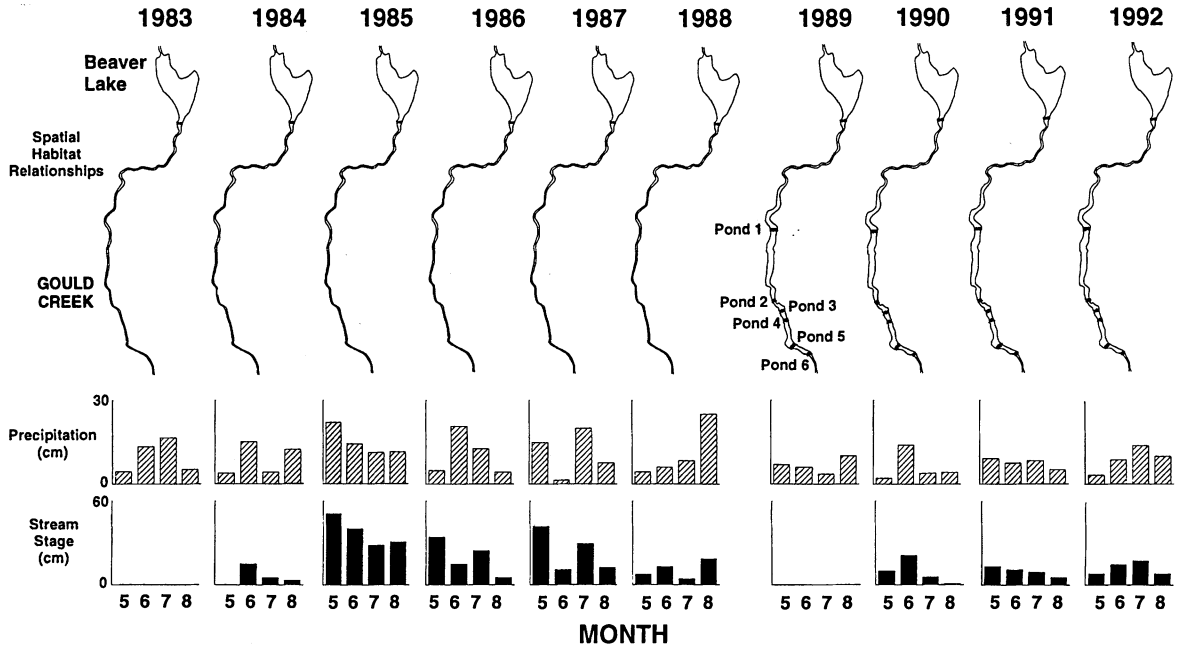 1983 1984 1985 1986 1987 1988 1989 1990 1991 1992
Beaver
Lake
Spatial
Habitat
Relationships
Pond 1
GOULD
CREEK
Pond 2 Pond 3
Pond 4
Pond 5
Pond 6
30
Precipitation
(cm)
0
60
Stream
Stage
(cm)
0
5 6 7 8 5 6 7 8 5 6 7 8 5 6 7 8 5 6 7 8 5 6 7 8 5 6 7 8 5 6 7 8 5 6 7 8 5 6 7 8
MONTH